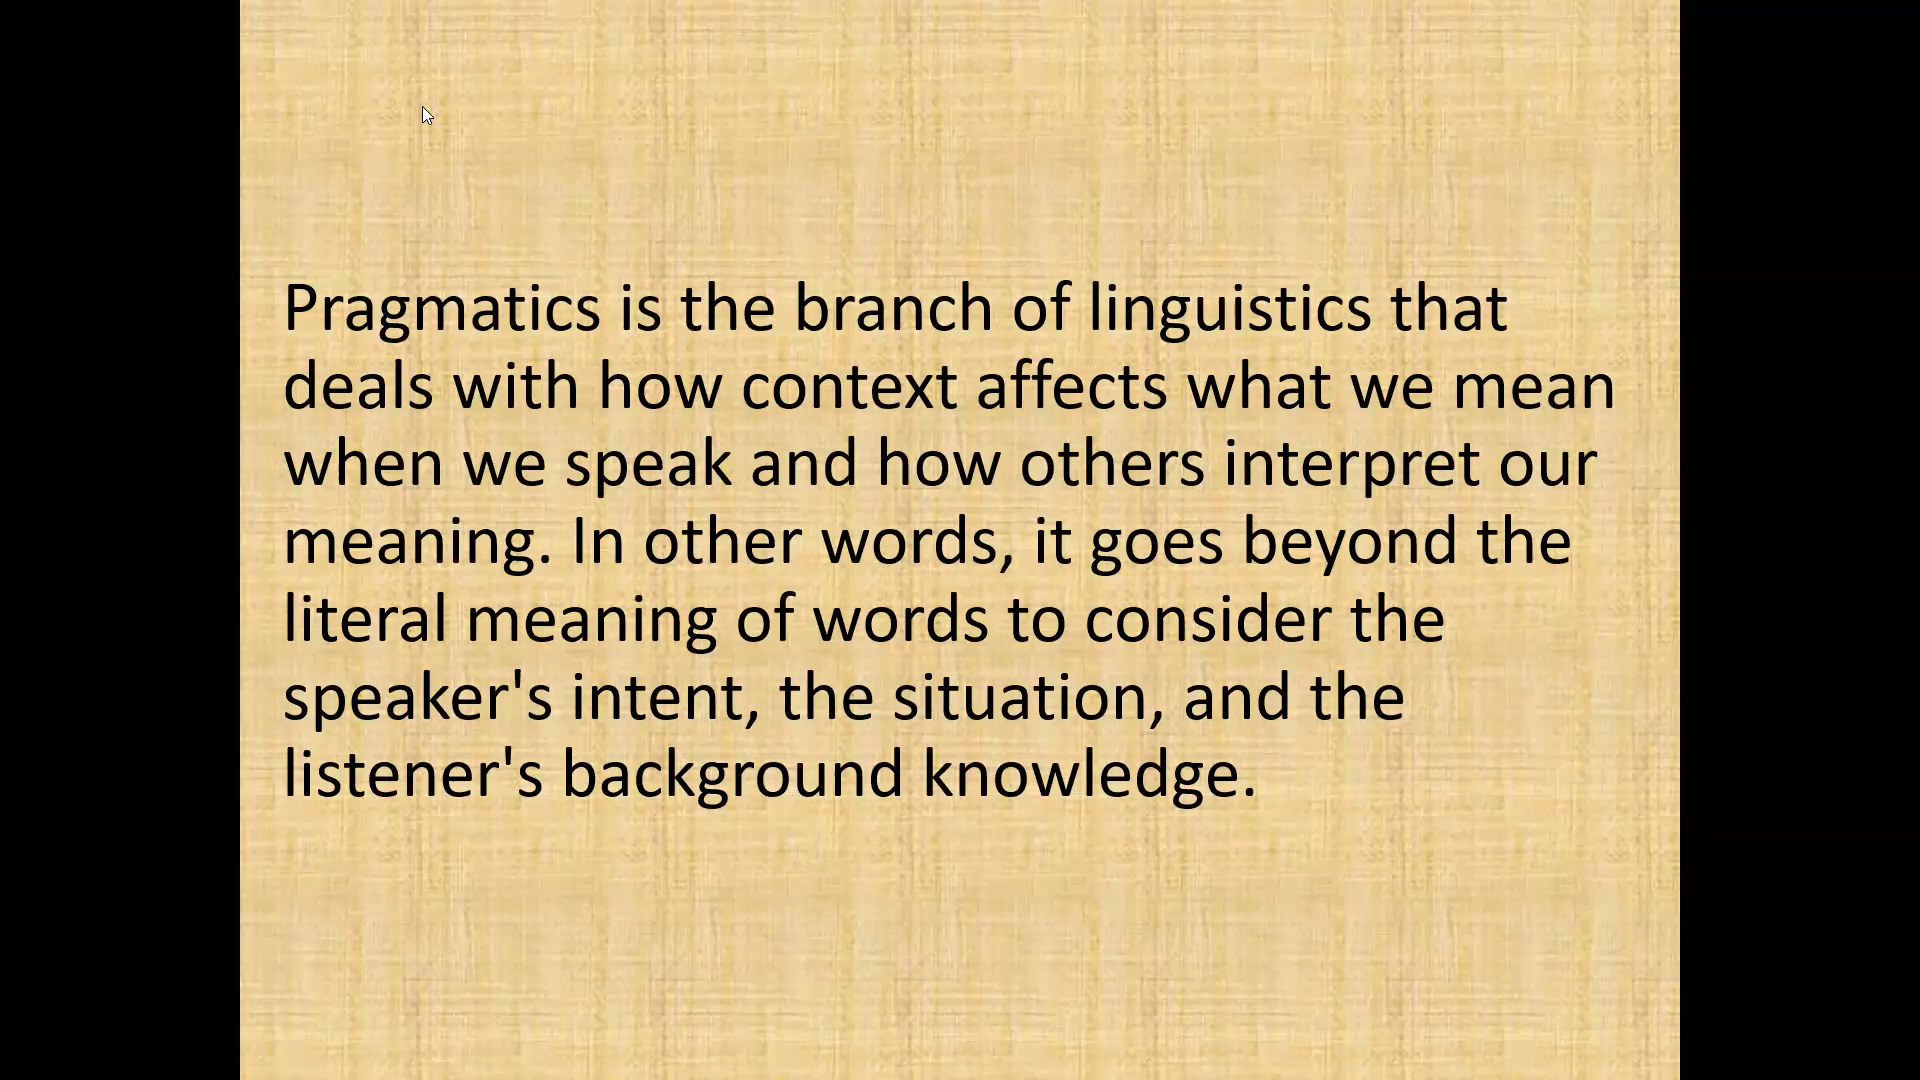 Pragmatics is the branch of linguistics that
deals with how context affects what we mean
when we speak and how others interpret our
meaning. In other words, it goes beyond the
literal meaning of words to consider the
speaker's intent, the situation, and the
listener's background knowledge.